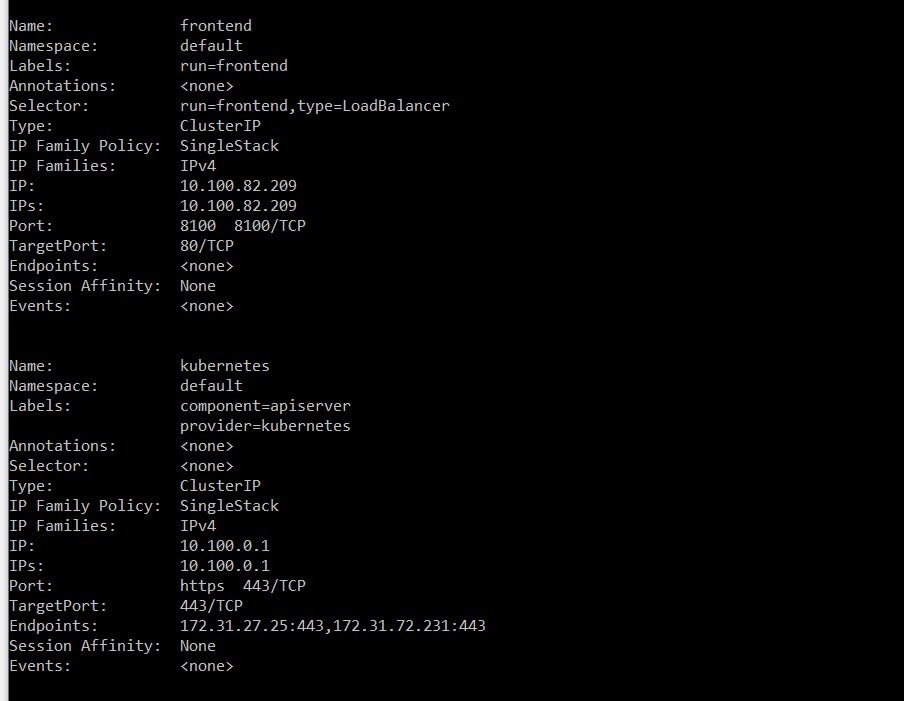 Name: frontend
Namespace: default
Labels: run=frontend
Annotations: <none>
Selector: run=frontend,type=LoadBalancer
Type: ClusterIP
IP Family Policy: SingleStack
IP Families: IPv4
IP: 10.100.82.209
IPs: 10.100.82.209
Port: 8100 8100/TCP
TargetPort: 80/TCP
Endpoints: <none>
Session Affinity: None
Events: <none>
Name: kubernetes
Namespace: default
Labels: component=apiserver
provider=kubernetes
Annotations: <none>
Selector: <none>
Type: ClusterIP
IP Family Policy: SingleStack
IP Families: IPv4
IP: 10.100.0.1
IPs: 10.100.0.1
Port: https 443/TCP
TargetPort: 443/TCP
Endpoints: 172.31.27.25:443,172.31.72.231:443
Session Affinity: None
Events: <none>